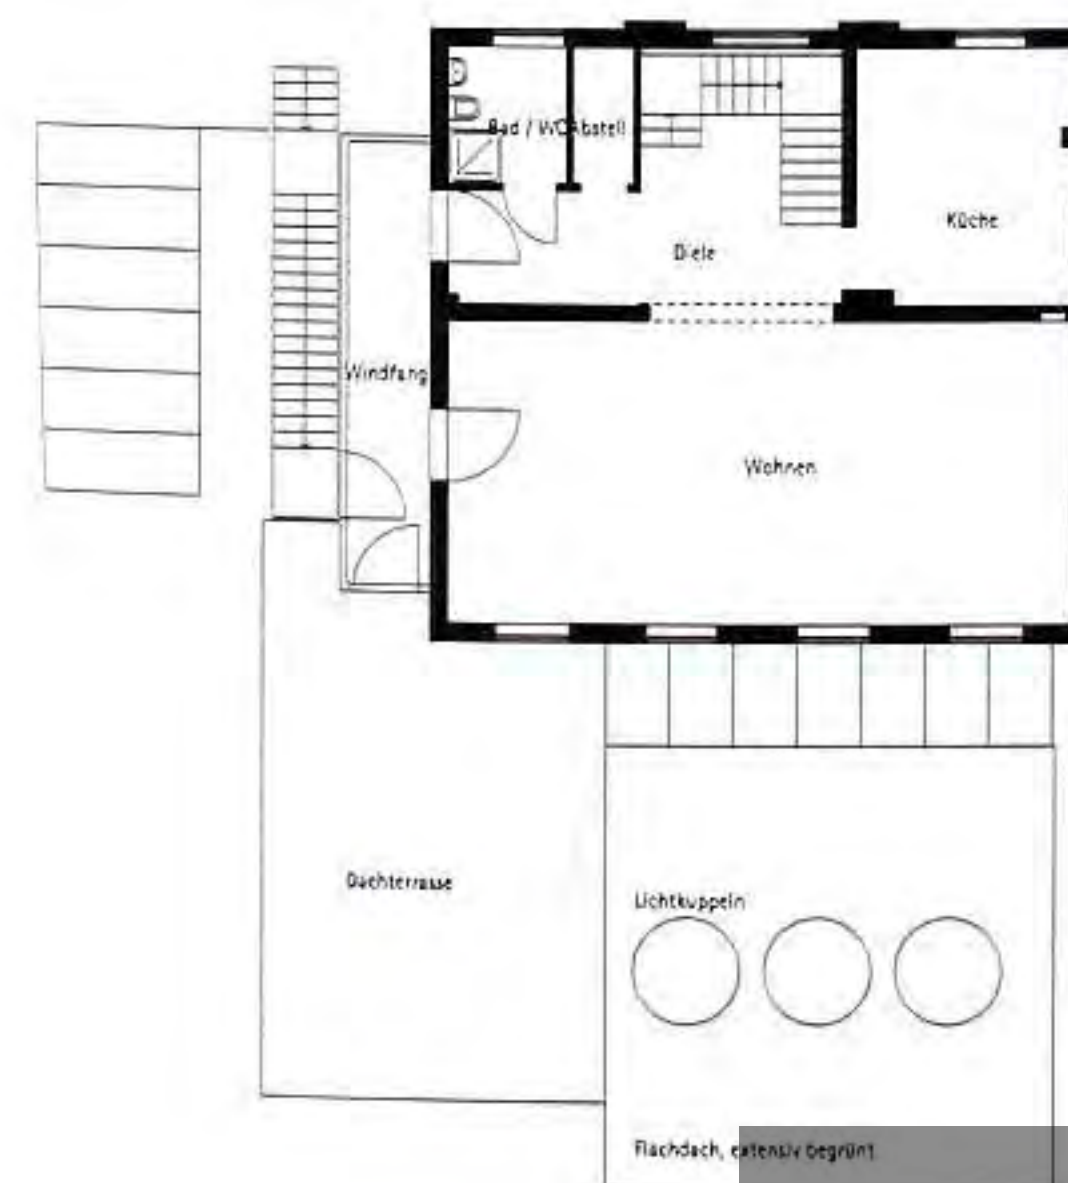 Bad / WC Abstell.
Küche
Diele
Windfang
Wohnen
Dachterrasse
Lichtkuppeln
Flachdach, extensiv begrünt